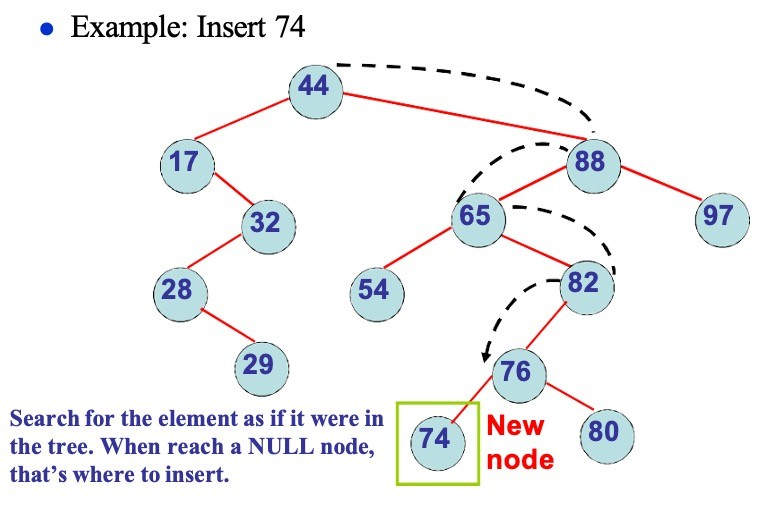 Example: Insert 74
44
17
88
32
65
97
28
54
82
29
76
74
New
node
80
Search for the element as if it were in
the tree. When reach a NULL node,
that's where to insert.